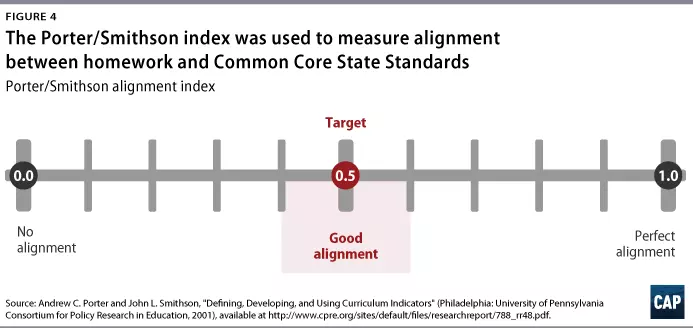 FIGURE 4
The Porter/Smithson index was used to measure alignment
between homework and Common Core State Standards
Porter/Smithson alignment index
Target
0.0
0.5
1.0
No
alignment
Good
alignment
Perfect
alignment
Source: Andrew C. Porter and John L. Smithson, "Defining, Developing, and Using Curriculum Indicators" (Philadelphia: University of Pennsylvania
Consortium for Policy Research in Education, 2001), available at http://www.cpre.org/sites/default/files/researchreport/788_rr48.pdf.
CAP